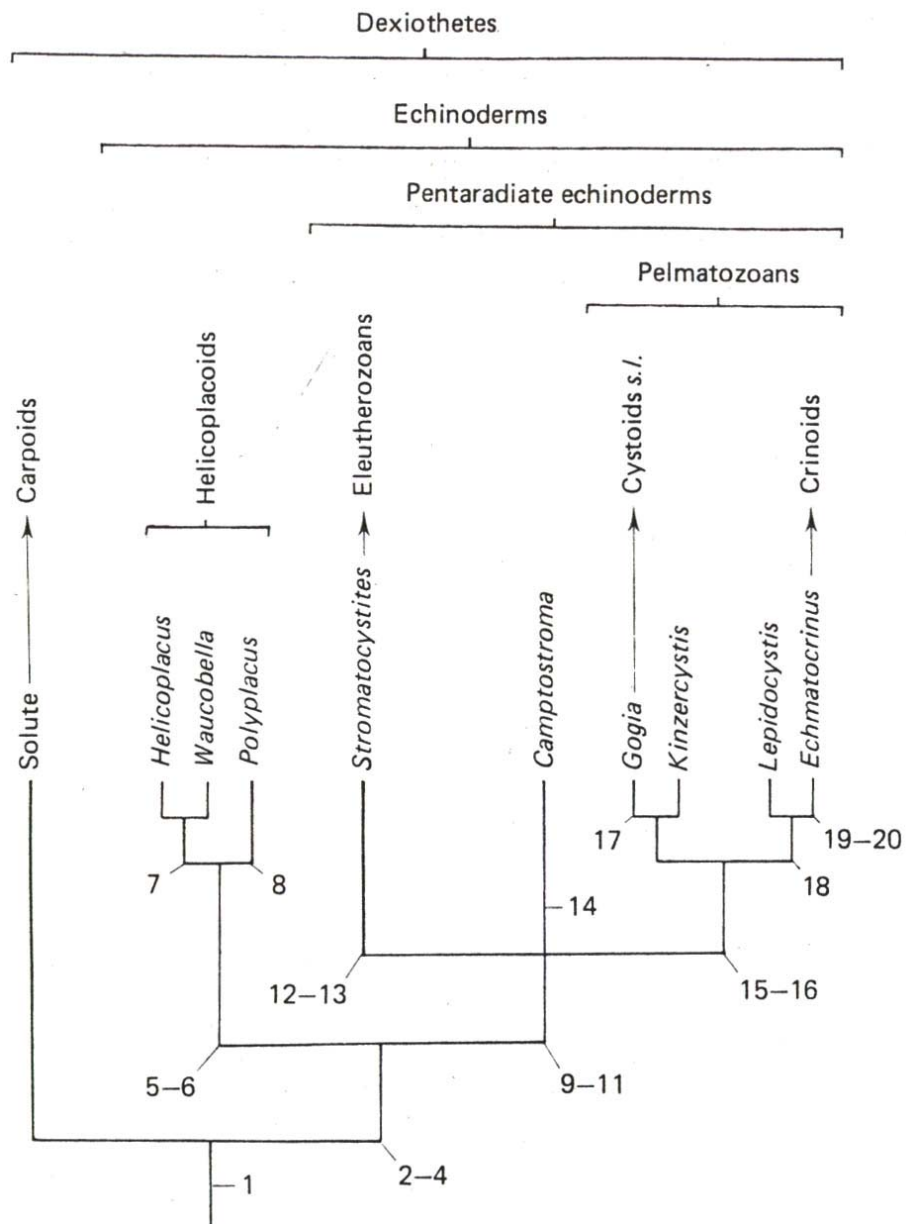 Dexiothetes
Echinoderms
Pentaradiate echinoderms
Pelmatozoans
Carpoids
Helicoplacoids
Eleutherozoans
Cystoids s.l.
Crinoids
Solute
Helicoplacus
Waucobella
Polyplacus
Stromatocystites
Camptostroma
Gogia
Kinzercystis
Lepidocystis
Echmatocrinus
7
8
17
19–20
18
14
12–13
15–16
5–6
9–11
1
2–4